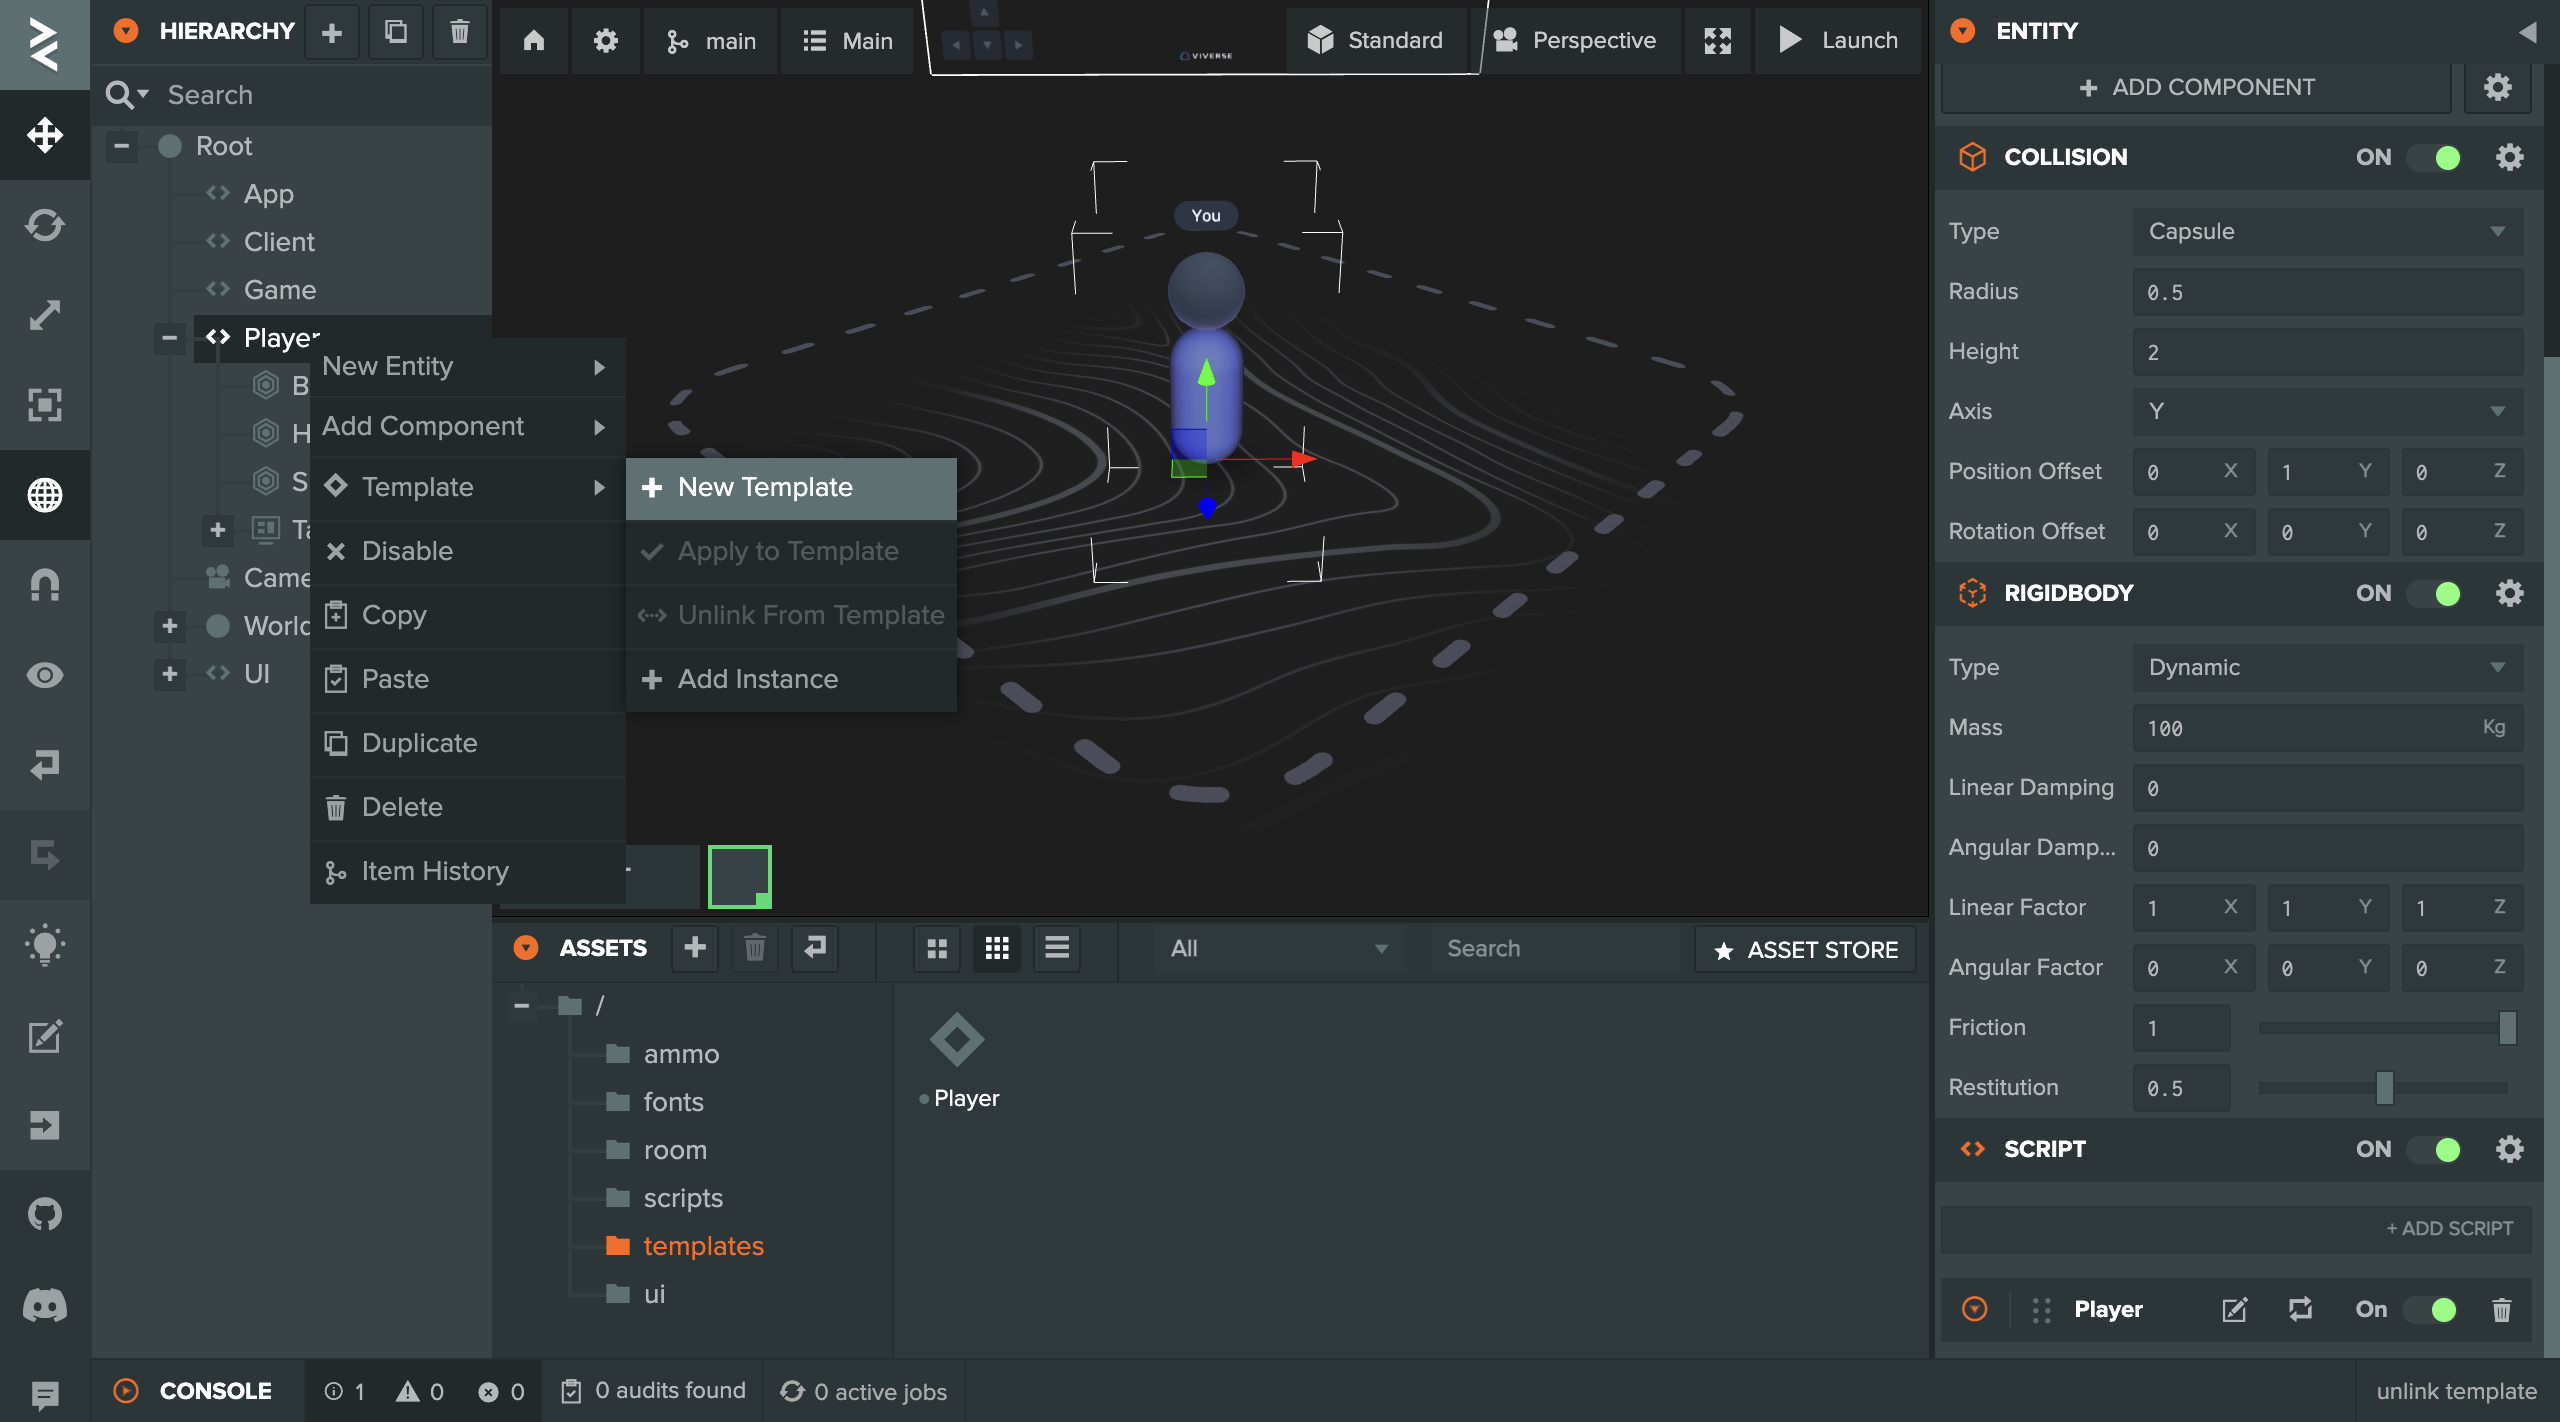 HIERARCHY
Search
Root
App
Client
Game
Player
B
H
S
Ta
Came
World
UI
New Entity
Add Component
Template
Disable
Copy
Paste
Duplicate
Delete
Item History
New Template
Apply to Template
Unlink From Template
Add Instance
main
Main
VIVERSE
Standard
Perspective
Launch
You
ASSETS
All
Search
ASSET STORE
/
ammo
fonts
room
scripts
templates
ui
Player
ENTITY
ADD COMPONENT
COLLISION ON
Type Capsule
Radius 0.5
Height 2
Axis Y
Position Offset 0 X 1 Y 0 Z
Rotation Offset 0 X 0 Y 0 Z
RIGIDBODY ON
Type Dynamic
Mass 100 Kg
Linear Damping 0
Angular Damp... 0
Linear Factor 1 X 1 Y 1 Z
Angular Factor 0 X 0 Y 0 Z
Friction 1
Restitution 0.5
SCRIPT ON
+ ADD SCRIPT
Player On
CONSOLE 1 0 0 0 audits found 0 active jobs unlink template